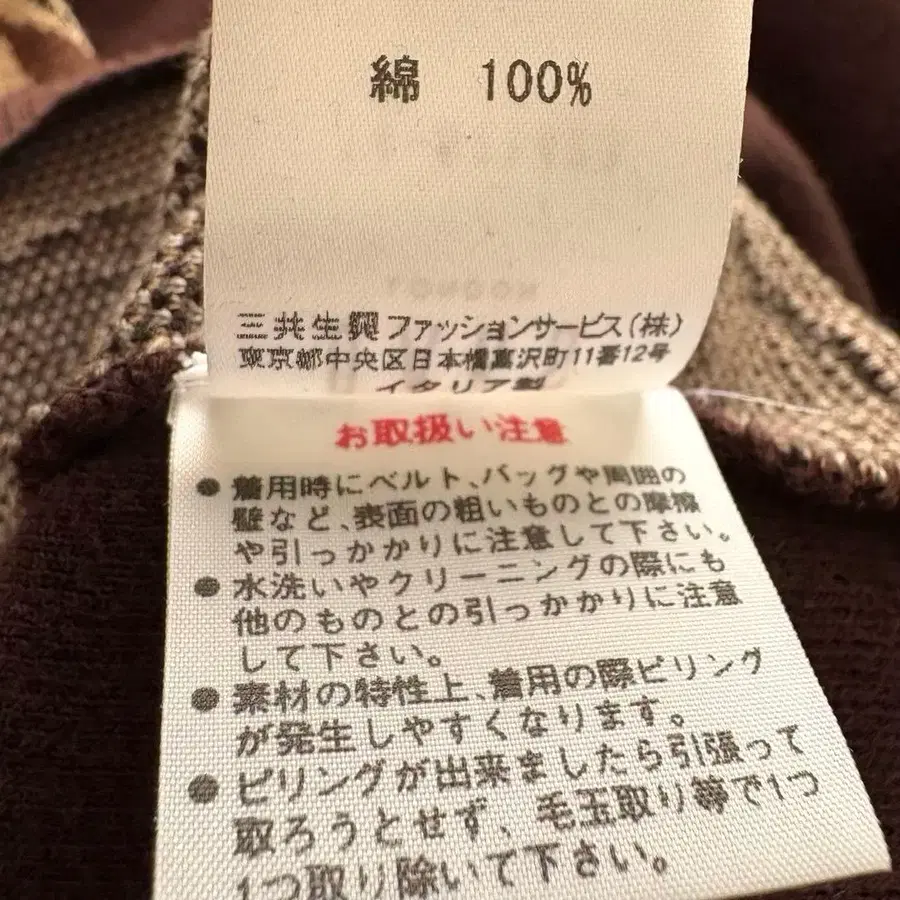 綿 100%
三共生興ファッションサービス(株)
東京都中央区日本橋富沢町11番12号
イタリア製
お取扱い注意
● 着用時にベルト、バッグや周囲の
壁など、表面の粗いものとの摩擦
や引っかかりに注意して下さい。
● 水洗いやクリーニングの際にも
他のものとの引っかかりに注意
して下さい。
● 素材の特性上、着用の際ピリング
が発生しやすくなります。
● ピリングが出来ましたら引張って
取ろうとせず、毛玉取り等で1つ
1つ取り除いて下さい。